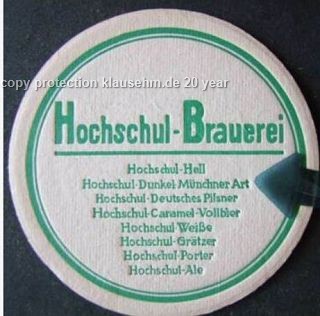 copy protection klausehm.de 20 year
Hochschul-Brauerei
Hochschul-Hell
Hochschul-Dunkel Münchner Art
Hochschul-Deutsches Pilsner
Hochschul-Caramel-Vollbier
Hochschul-Weiße
Hochschul-Grätzer
Hochschul-Porter
Hochschul-Ale